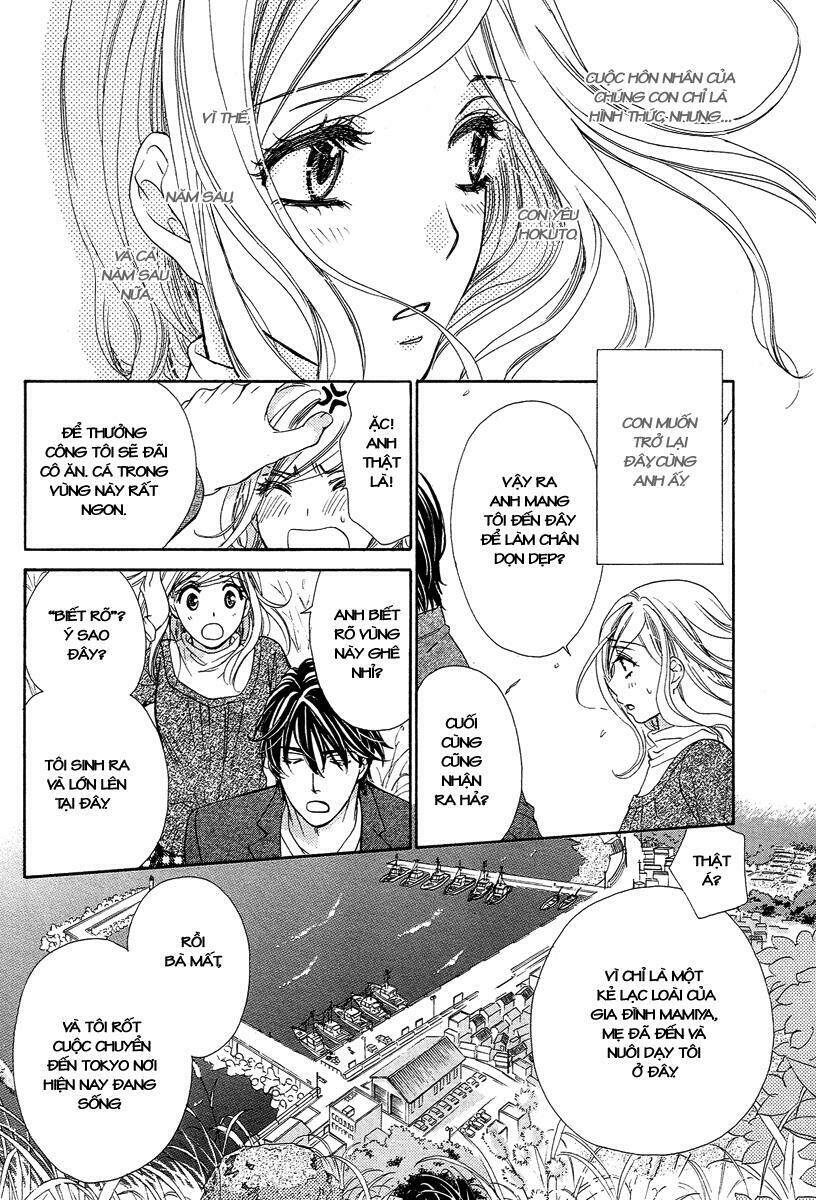 CUỘC HÔN NHÂN CỦA
CHÚNG CON CHỈ LÀ
HÌNH THỨC, NHƯNG...
CON YÊU
HOKUTO.
VÌ THẾ,
NĂM SAU,
VÀ CẢ
NĂM SAU
NỮA,
CON MUỐN
TRỞ LẠI
ĐÂY, CÙNG
ANH ẤY.
VẬY RA
ANH MANG
TÔI ĐẾN ĐÂY
ĐỂ LÀM CHÂN
DỌN DẸP?
CUỐI
CÙNG
CŨNG
NHẬN
RA HẢ?
ẶC!
ANH
THẬT
LÀ!
ĐỂ THƯỞNG
CÔNG TÔI SẼ ĐÃI
CÔ ĂN. CÁ TRONG
VÙNG NÀY RẤT
NGON.
ANH BIẾT
RÕ VÙNG
NÀY GHÊ
NHỈ?
“BIẾT RÕ”?
Ý SAO
ĐÂY?
TÔI SINH RA
VÀ LỚN LÊN
TẠI ĐÂY.
THẬT
Á?
VÌ CHỈ LÀ MỘT
KẺ LẠC LOÀI CỦA
GIA ĐÌNH MAMIYA,
MẸ ĐÃ ĐẾN VÀ
NUÔI DẠY TÔI
Ở ĐÂY.
RỒI
BÀ MẤT,
VÀ TÔI RỐT
CUỘC CHUYỂN
ĐẾN TOKYO NƠI
HIỆN NAY ĐANG
SỐNG.